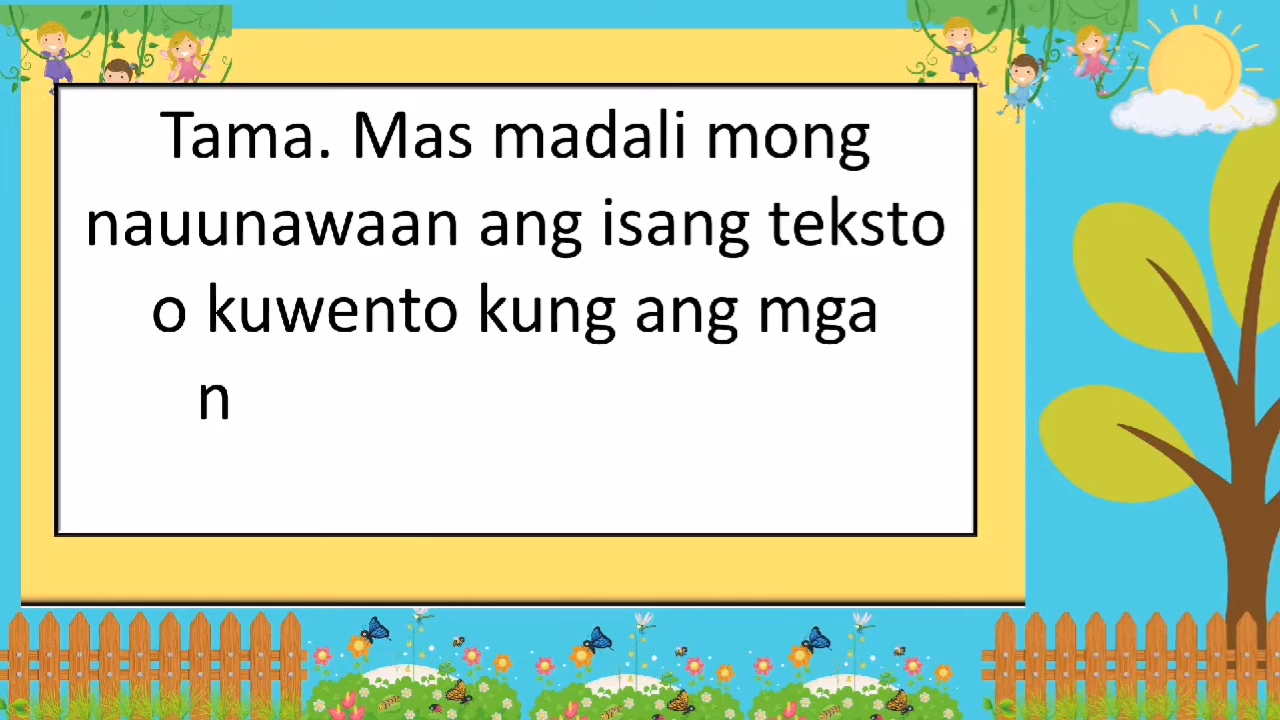 Tama. Mas madali mong
nauunawaan ang isang teksto
o kuwento kung ang mga
n